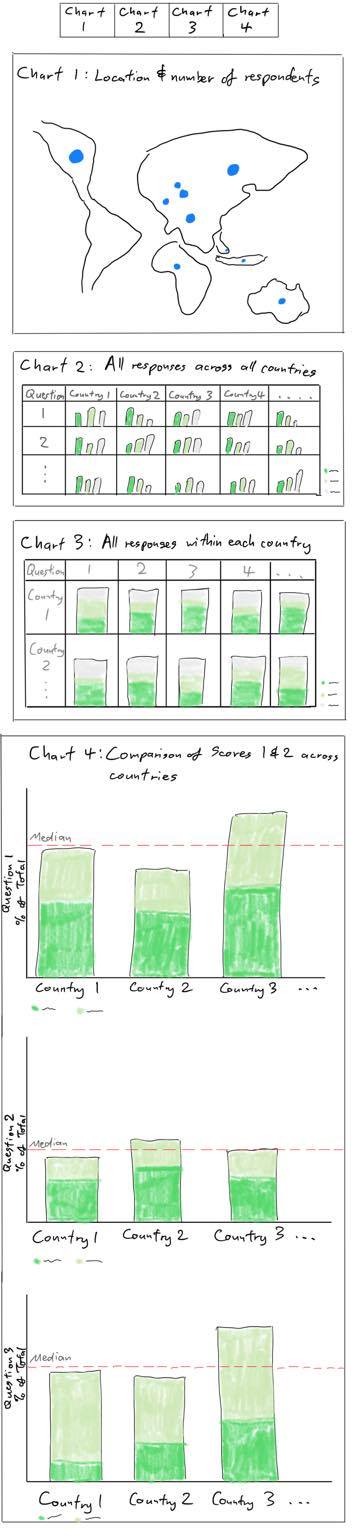 Chart Chart Chart Chart
1 2 3 4
Chart 1: Location & number of respondents
Chart 2: All responses across all countries
Question Country 1 Country 2 Country 3 Country 4 . . . .
1
2
⋮
Chart 3: All responses within each country
Question 1 2 3 4 ...
Country
1
Country
2
⋮
Chart 4: Comparison of Scores 1 & 2 across
countries
Median
Question 1
% of Total
Country 1 Country 2 Country 3 ...
Median
Question 2
% of Total
Country 1 Country 2 Country 3 ...
Median
Question 3
% of Total
Country 1 Country 2 Country 3 ...